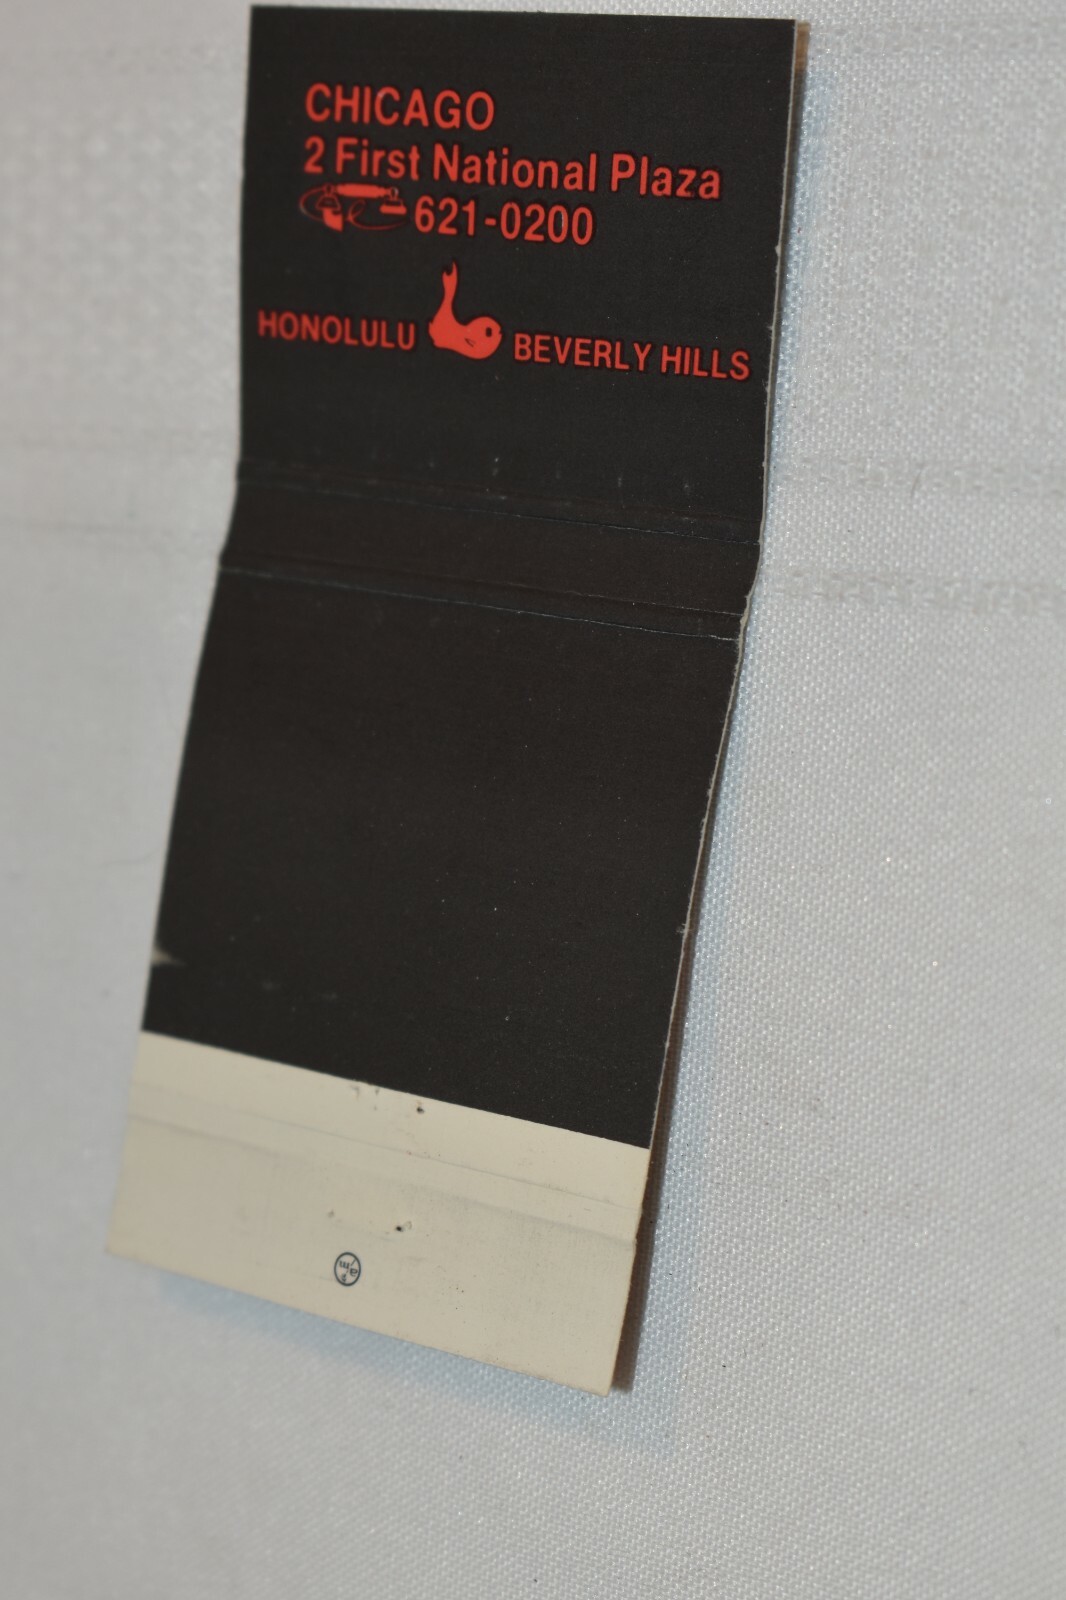 CHICAGO
2 First National Plaza
621-0200
HONOLULU BEVERLY HILLS